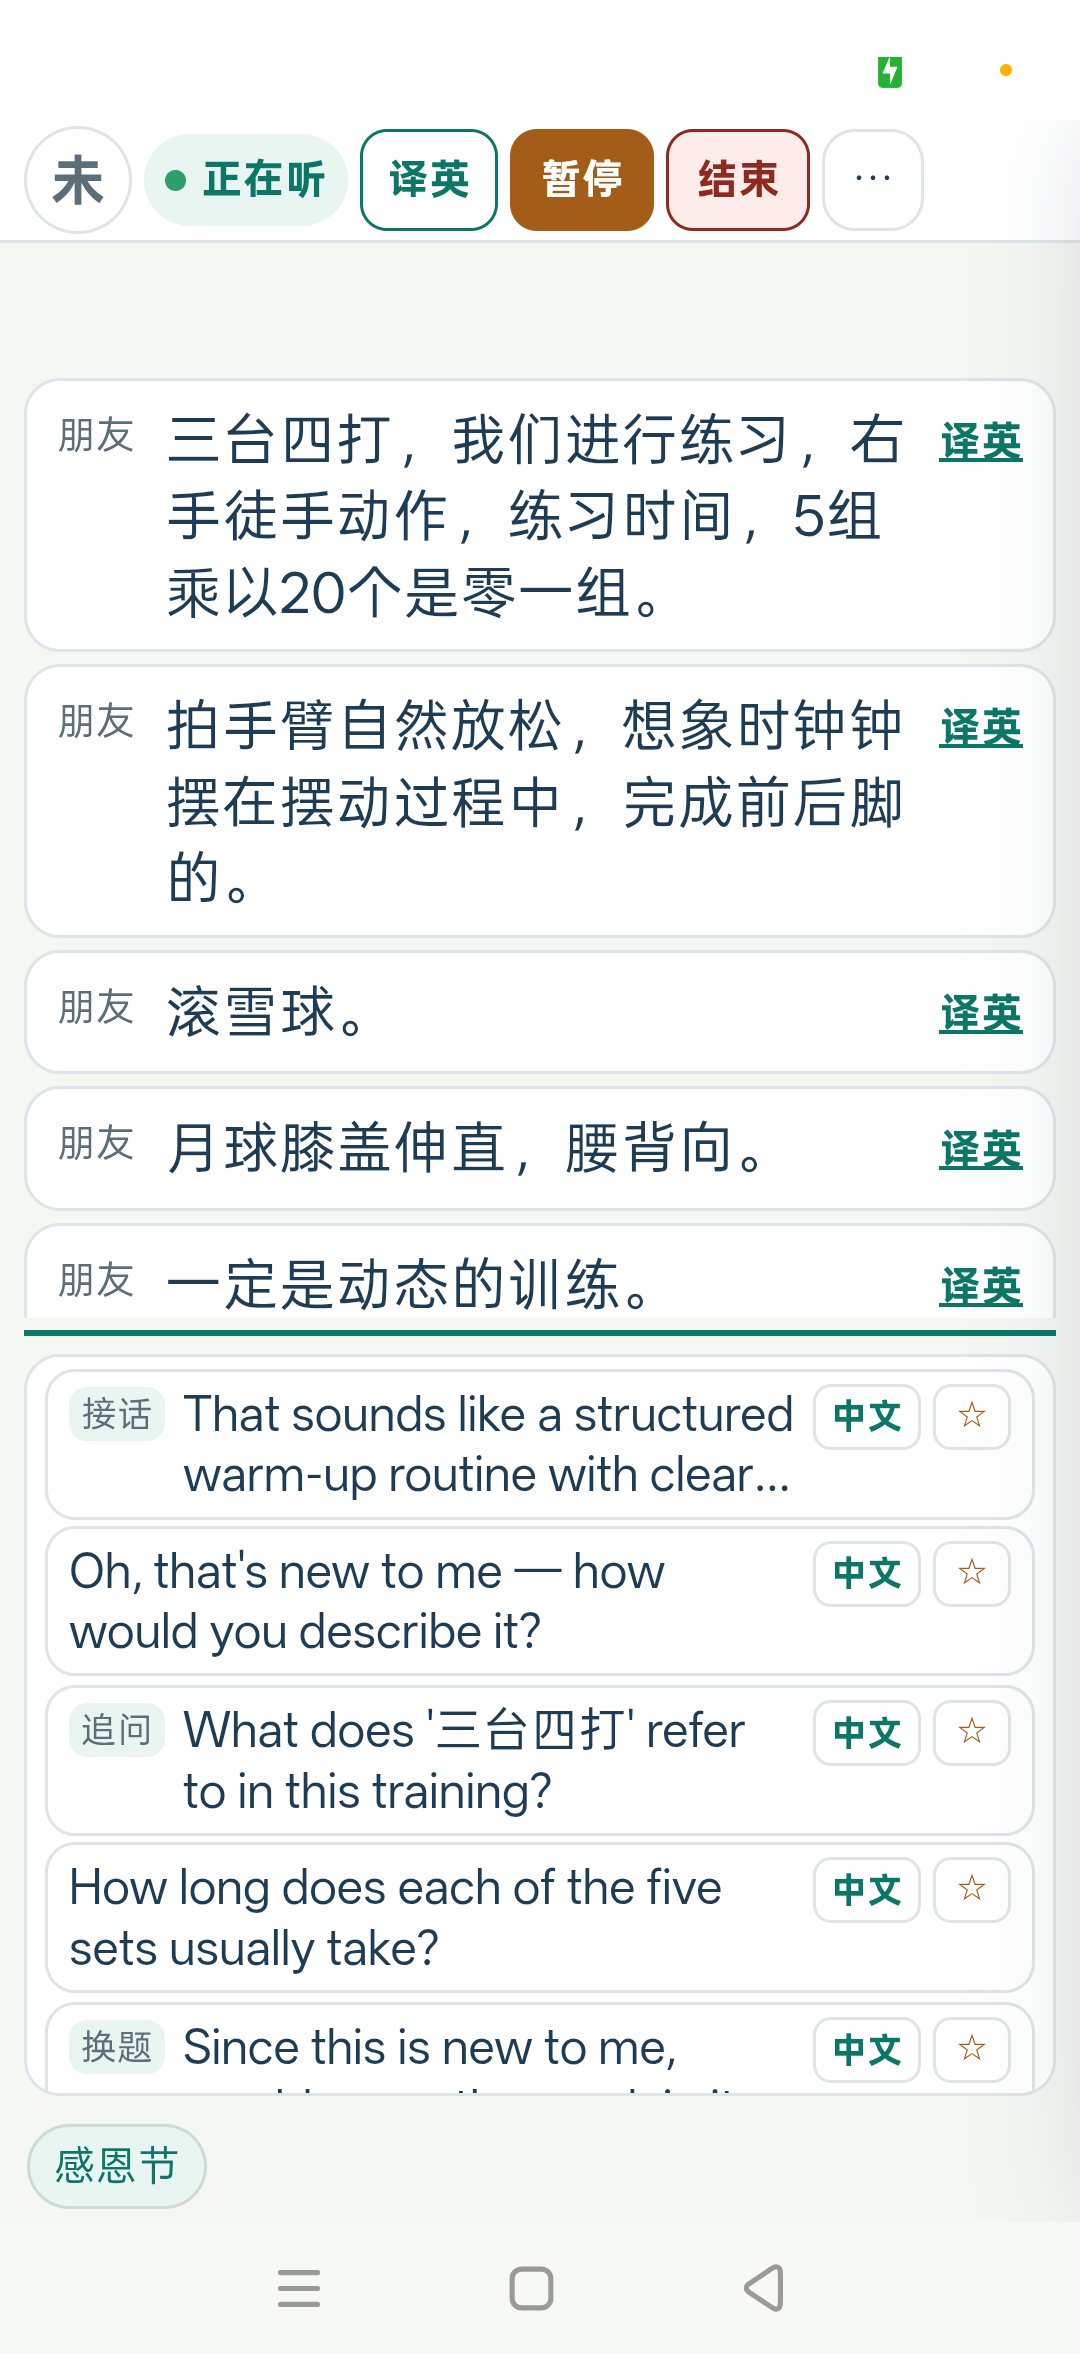 未 正在听 译英 暂停 结束 ...
朋友 三台四打，我们进行练习，右 译英
手徒手动作，练习时间，5组
乘以20个是零一组。
朋友 拍手臂自然放松，想象时钟钟 译英
摆在摆动过程中，完成前后脚
的。
朋友 滚雪球。 译英
朋友 月球膝盖伸直，腰背向。 译英
朋友 一定是动态的训练。 译英
接话 That sounds like a structured 中文 ☆
warm-up routine with clear...
Oh, that's new to me — how 中文 ☆
would you describe it?
追问 What does '三台四打' refer 中文 ☆
to in this training?
How long does each of the five 中文 ☆
sets usually take?
换题 Since this is new to me, 中文 ☆
感恩节